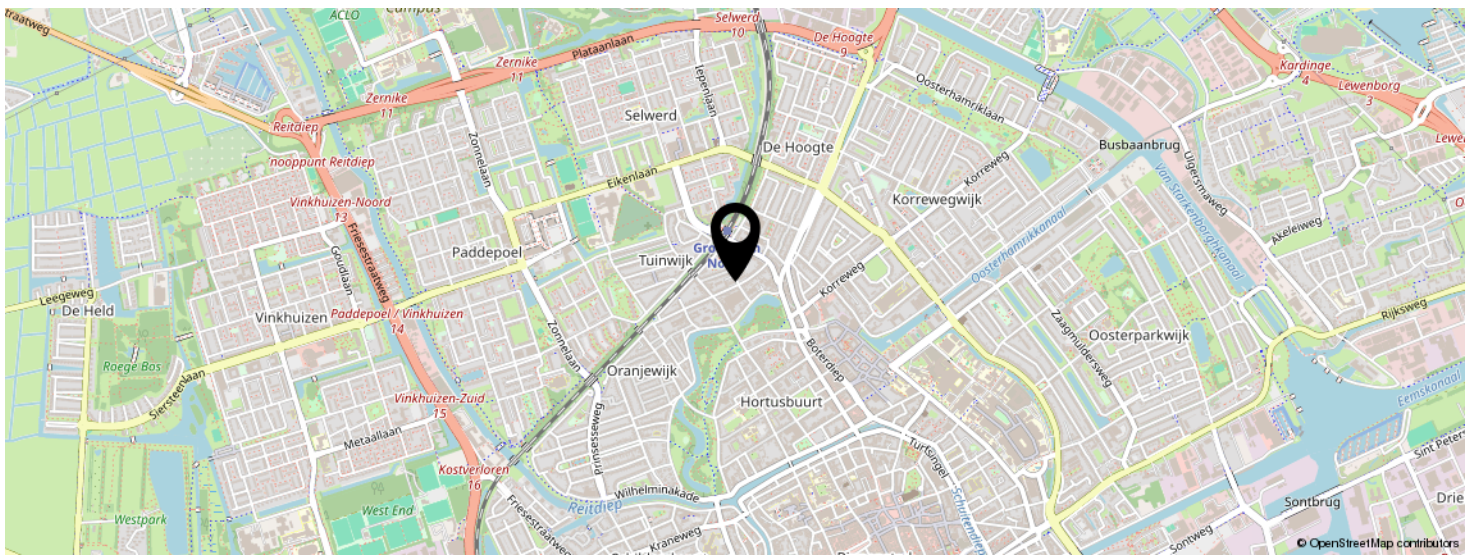 straatweg
ACLO
Campus
Selwerd
10
De Hoogte
9
Plataanlaan
Zernike
11
Zernike
11
Iepenlaan
Kardinge
4
Lewenborg
3
Oosterhamriklaan
Reitdiep
Selwerd
Zonnelaan
De Hoogte
Busbaanbrug
'nooppunt Reitdiep
Eikenlaan
Korreweg
Ulgersmaweg
Van Starkenborghkanaal
Vinkhuizen-Noord
13
Korrewegwijk
Friesestraatweg
Goudlaan
Paddepoel
Tuinwijk
Akeleiweg
Oosterhamrikkanaal
Leegeweg
De Held
Vinkhuizen
Paddepoel / Vinkhuizen
14
Korreweg
Rijksweg
Zonnelaan
Zaagmuldersweg
Oosterparkwijk
Roege Bos
Siersteenlaan
Oranjewijk
Boterdiep
Eemskanaal
Vinkhuizen-Zuid
15
Hortusbuurt
Metaallaan
Prinsesseweg
Turfsingel
Kostverloren
16
Wilhelminakade
Reitdiep
Schuitendiep
Sontbrug
Westpark
West End
Friesestraatweg
Kraneweg
Sontweg
© OpenStreetMap contributors